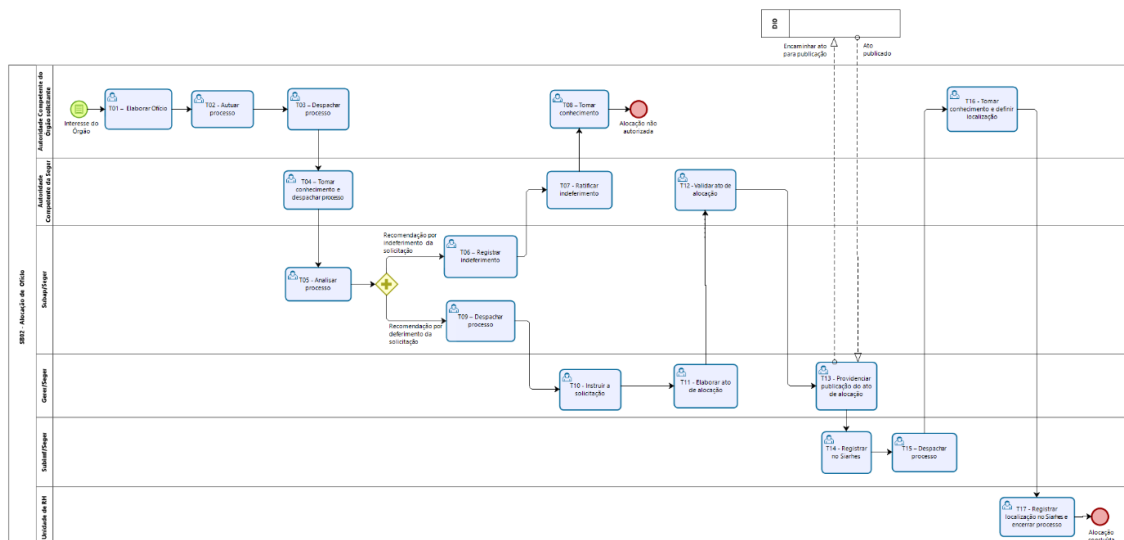 DIO
Encaminhar ato
para publicação
Ato
publicado
SB02 - Alocação de Ofício
Autoridade Competente do
Órgão solicitante
Interesse do
Órgão
T01 – Elaborar Ofício
T02 - Autuar
processo
T03 – Despachar
processo
T08 – Tomar
conhecimento
Alocação não
autorizada
T16 - Tomar
conhecimento e definir
localização
Autoridade
Competente da Seger
T04 – Tomar
conhecimento e
despachar processo
T07 - Ratificar
indeferimento
T12 - Validar ato de
alocação
Subap/Seger
T05 - Analisar
processo
Recomendação por
indeferimento da
solicitação
T06 – Registrar
indeferimento
Recomendação por
deferimento da
solicitação
T09 – Despachar
processo
T10 - Instruir a
solicitação
T11 - Elaborar ato
de alocação
T13 - Providenciar
publicação do ato
de alocação
T14 - Registrar
no Siarhes
T15 – Despachar
processo
Unidade de RH
T17 - Registrar
localização no Siarhes e
encerrar processo
Alocação